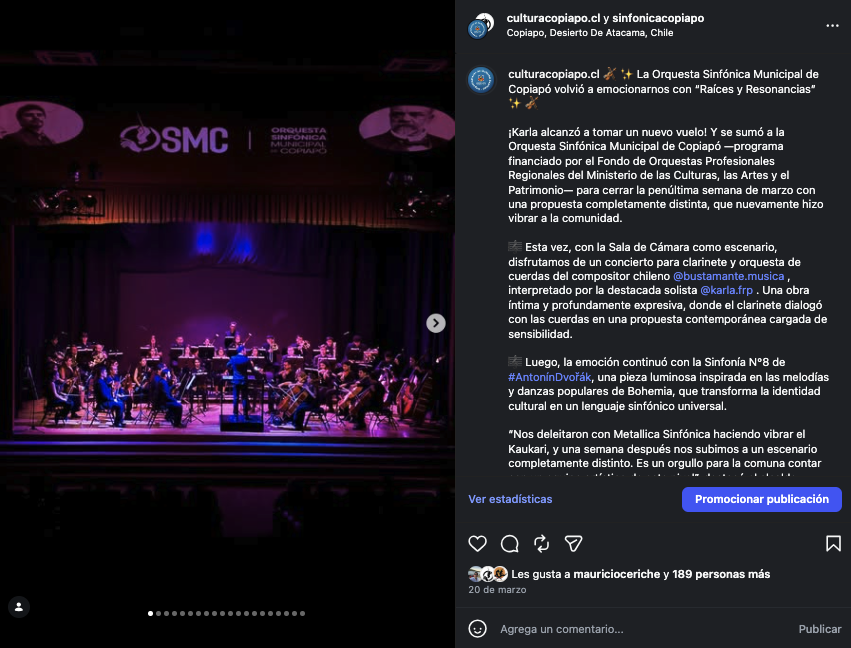 OSMC
ORQUESTA
SINFÓNICA
MUNICIPAL
DE COPIAPÓ
culturacopiapo.cl y sinfonicacopiapo
Copiapo, Desierto De Atacama, Chile
culturacopiapo.cl 🎻 ✨ La Orquesta Sinfónica Municipal de
Copiapó volvió a emocionarnos con “Raíces y Resonancias”
✨ 🎻
¡Karla alcanzó a tomar un nuevo vuelo! Y se sumó a la
Orquesta Sinfónica Municipal de Copiapó —programa
financiado por el Fondo de Orquestas Profesionales
Regionales del Ministerio de las Culturas, las Artes y el
Patrimonio— para cerrar la penúltima semana de marzo con
una propuesta completamente distinta, que nuevamente hizo
vibrar a la comunidad.
🎼 Esta vez, con la Sala de Cámara como escenario,
disfrutamos de un concierto para clarinete y orquesta de
cuerdas del compositor chileno @bustamante.musica ,
interpretado por la destacada solista @karla.frp . Una obra
íntima y profundamente expresiva, donde el clarinete dialogó
con las cuerdas en una propuesta contemporánea cargada de
sensibilidad.
🎼 Luego, la emoción continuó con la Sinfonía N°8 de
#AntonínDvořák, una pieza luminosa inspirada en las melodías
y danzas populares de Bohemia, que transforma la identidad
cultural en un lenguaje sinfónico universal.
“Nos deleitaron con Metallica Sinfónica haciendo vibrar el
Kaukari, y una semana después nos subimos a un escenario
completamente distinto. Es un orgullo para la comuna contar
Ver estadísticas
Promocionar publicación
Les gusta a mauricioceriche y 189 personas más
20 de marzo
Agrega un comentario...
Publicar